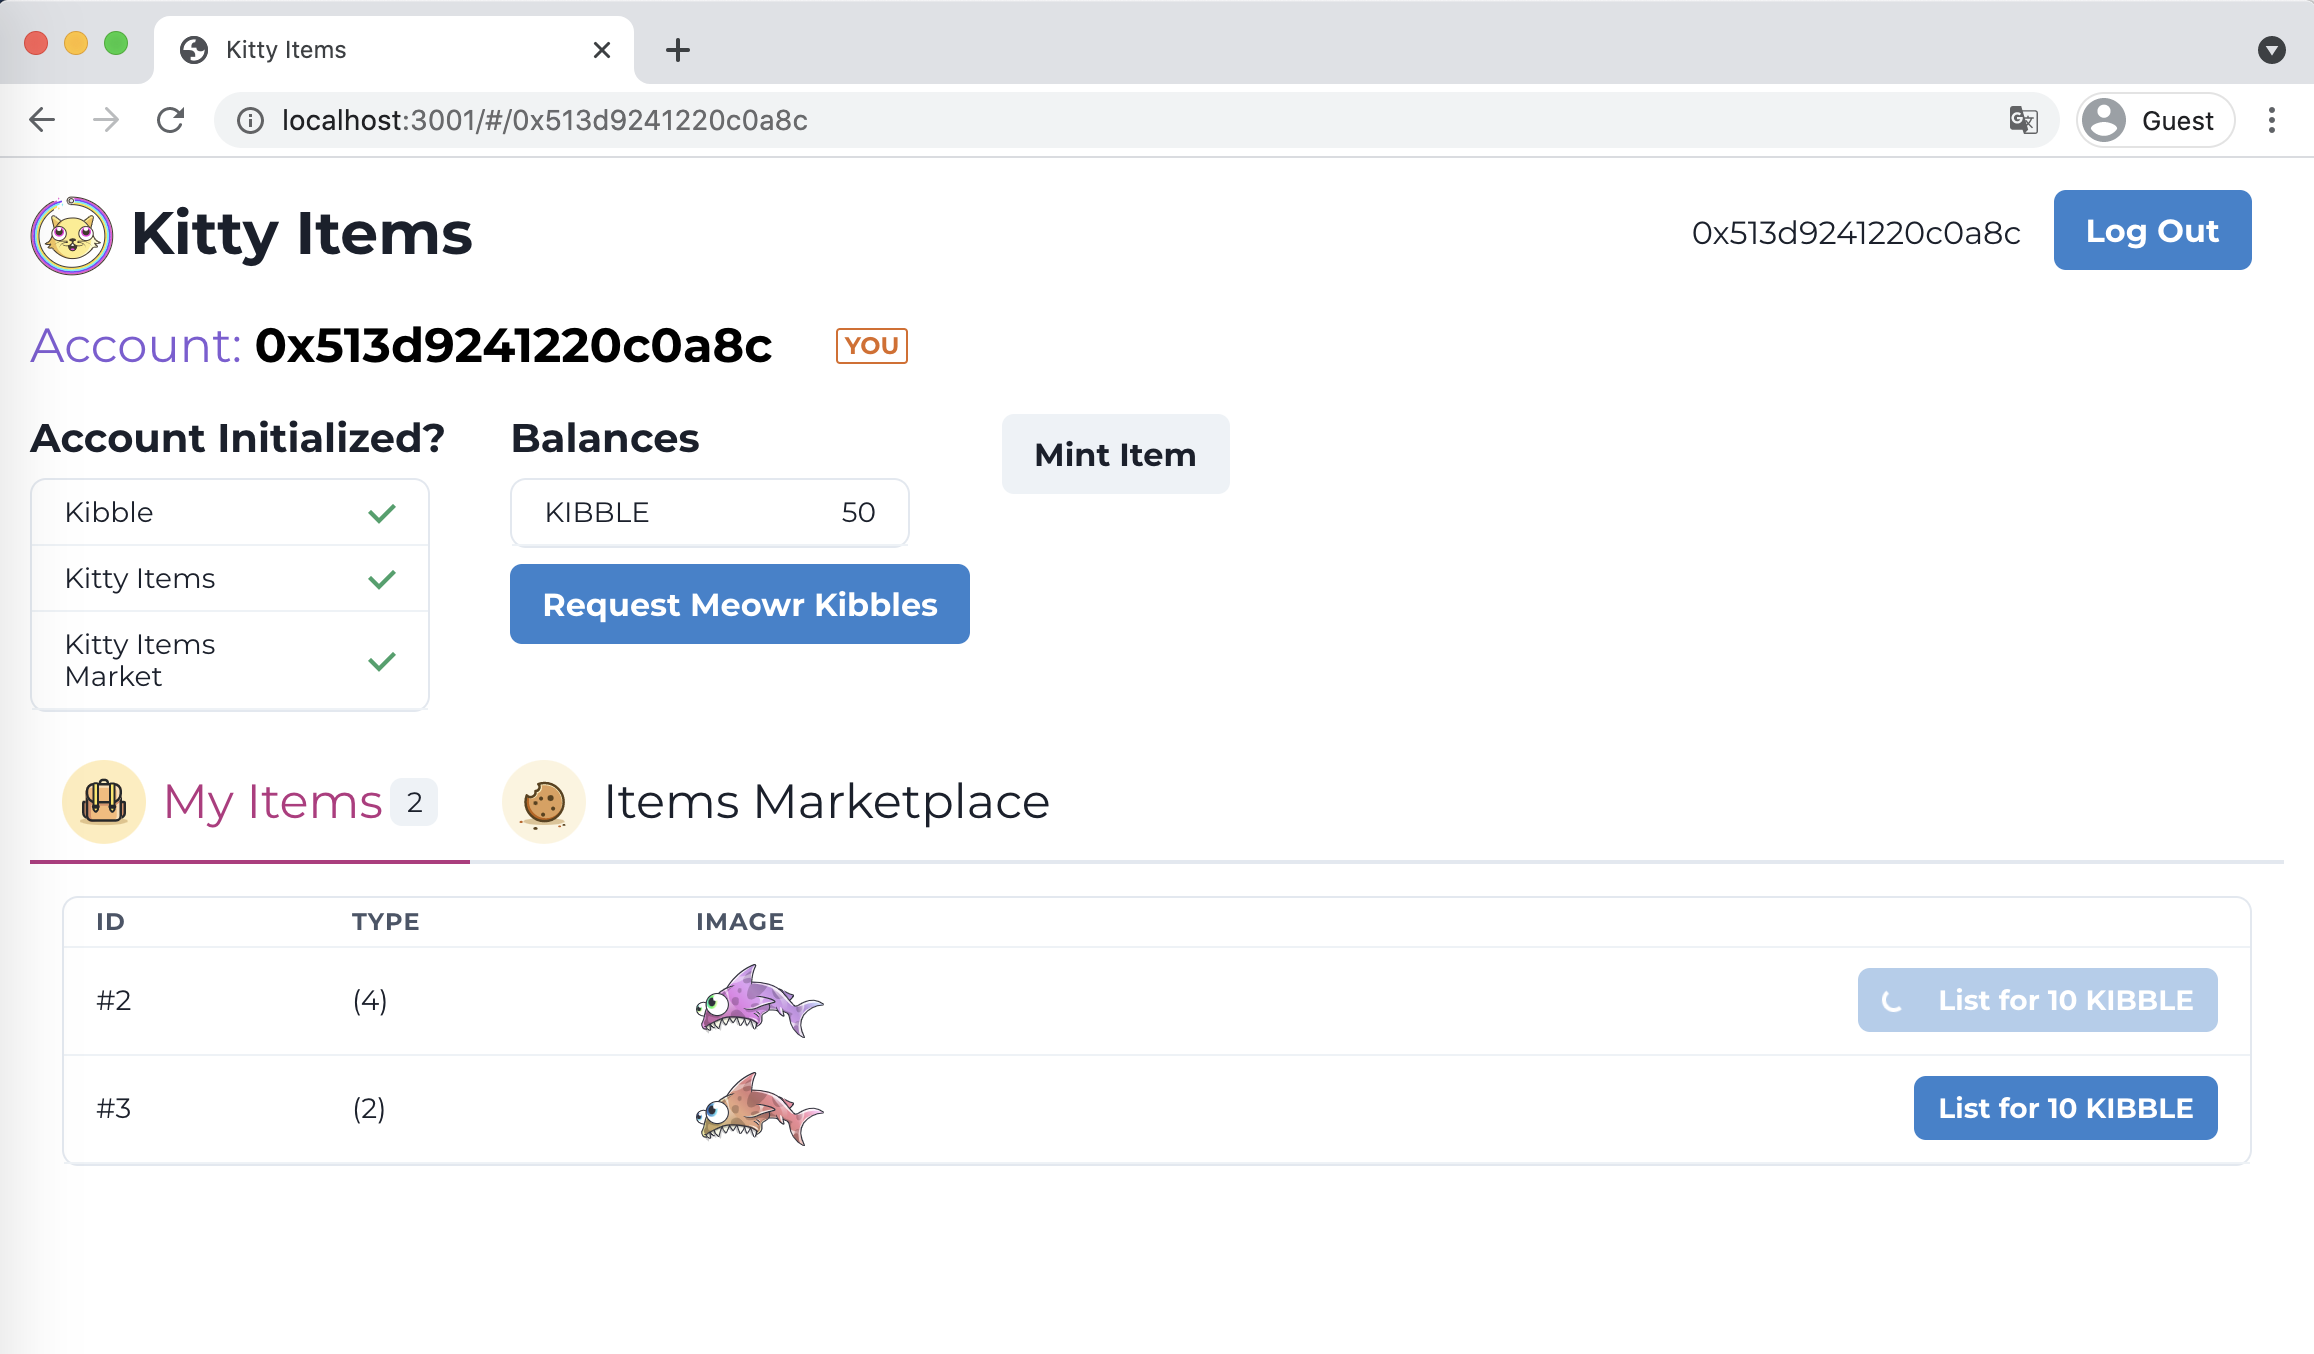 Kitty Items
localhost:3001/#/0x513d9241220c0a8c
Guest
Kitty Items
0x513d9241220c0a8c
Log Out
Account: 0x513d9241220c0a8c
YOU
Account Initialized?
Kibble
Kitty Items
Kitty Items
Market
Balances
KIBBLE 50
Request Meowr Kibbles
Mint Item
My Items 2
Items Marketplace
ID TYPE IMAGE
#2 (4) List for 10 KIBBLE
#3 (2) List for 10 KIBBLE